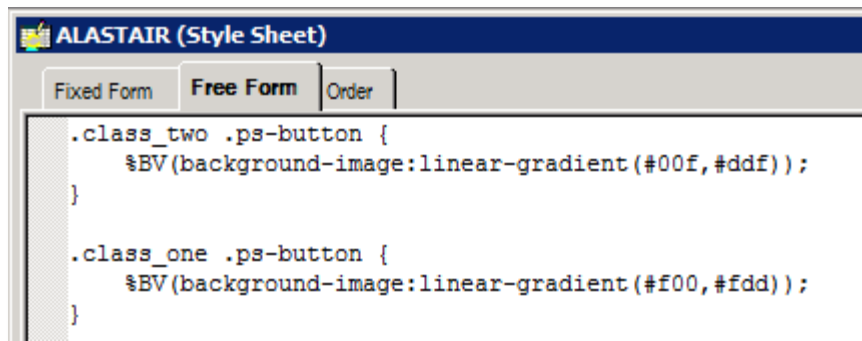 ALASTAIR (Style Sheet)
Fixed Form Free Form Order
.class_two .ps-button {
    %BV(background-image:linear-gradient(#00f,#ddf));
}
.class_one .ps-button {
    %BV(background-image:linear-gradient(#f00,#fdd));
}